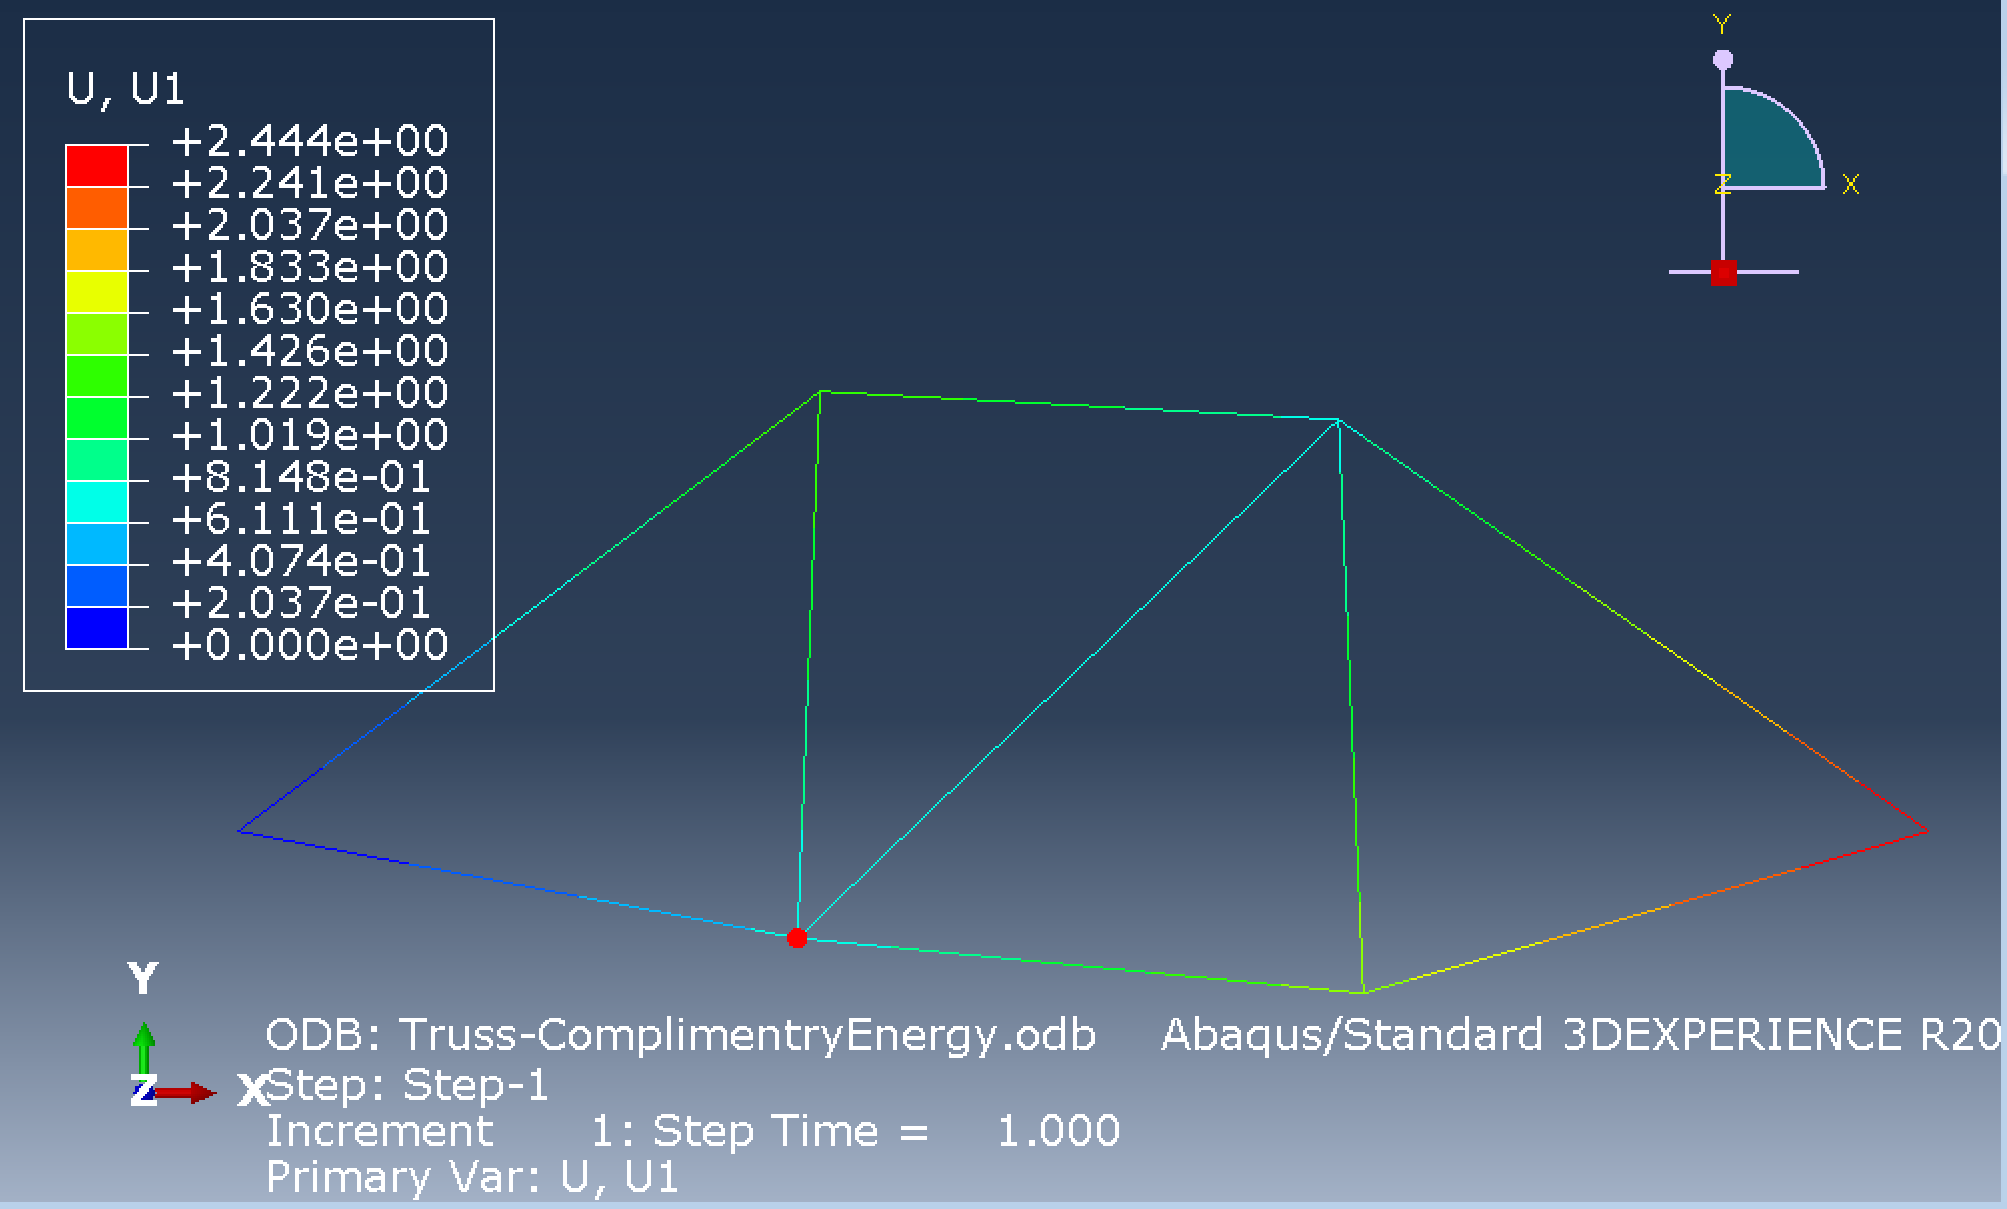 U, U1
+2.444e+00
+2.241e+00
+2.037e+00
+1.833e+00
+1.630e+00
+1.426e+00
+1.222e+00
+1.019e+00
+8.148e-01
+6.111e-01
+4.074e-01
+2.037e-01
+0.000e+00
Y
Z X
Y
Z X
ODB: Truss-ComplimentryEnergy.odb Abaqus/Standard 3DEXPERIENCE R20
Step: Step-1
Increment 1: Step Time = 1.000
Primary Var: U, U1